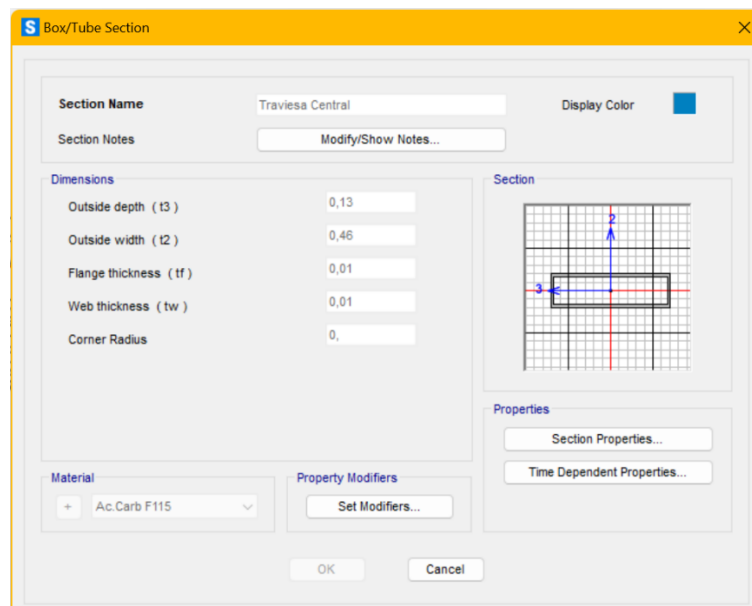 S Box/Tube Section
Section Name Traviesa Central Display Color
Section Notes Modify/Show Notes...
Dimensions
Outside depth ( t3 ) 0,13
Outside width ( t2 ) 0,46
Flange thickness ( tf ) 0,01
Web thickness ( tw ) 0,01
Corner Radius 0,
Section
2
3
Properties
Section Properties...
Time Dependent Properties...
Material
+ Ac.Carb F115
Property Modifiers
Set Modifiers...
OK Cancel